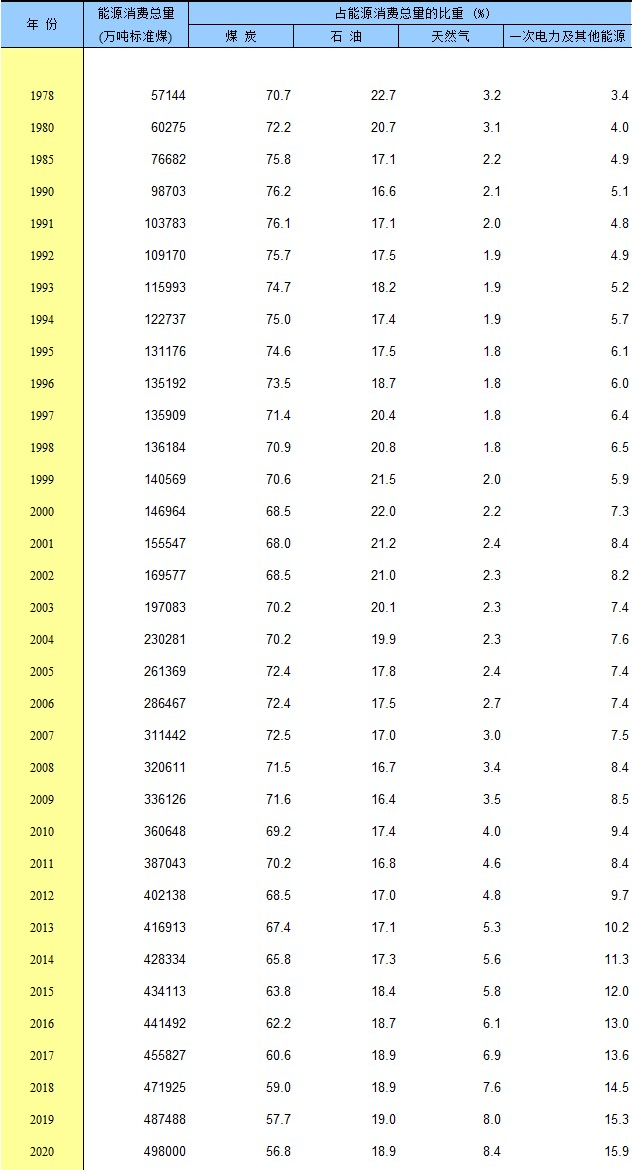 年 份 能源消费总量 (万吨标准煤) 占能源消费总量的比重 (%)
煤 炭 石 油 天然气 一次电力及其他能源
1978 57144 70.7 22.7 3.2 3.4
1980 60275 72.2 20.7 3.1 4.0
1985 76682 75.8 17.1 2.2 4.9
1990 98703 76.2 16.6 2.1 5.1
1991 103783 76.1 17.1 2.0 4.8
1992 109170 75.7 17.5 1.9 4.9
1993 115993 74.7 18.2 1.9 5.2
1994 122737 75.0 17.4 1.9 5.7
1995 131176 74.6 17.5 1.8 6.1
1996 135192 73.5 18.7 1.8 6.0
1997 135909 71.4 20.4 1.8 6.4
1998 136184 70.9 20.8 1.8 6.5
1999 140569 70.6 21.5 2.0 5.9
2000 146964 68.5 22.0 2.2 7.3
2001 155547 68.0 21.2 2.4 8.4
2002 169577 68.5 21.0 2.3 8.2
2003 197083 70.2 20.1 2.3 7.4
2004 230281 70.2 19.9 2.3 7.6
2005 261369 72.4 17.8 2.4 7.4
2006 286467 72.4 17.5 2.7 7.4
2007 311442 72.5 17.0 3.0 7.5
2008 320611 71.5 16.7 3.4 8.4
2009 336126 71.6 16.4 3.5 8.5
2010 360648 69.2 17.4 4.0 9.4
2011 387043 70.2 16.8 4.6 8.4
2012 402138 68.5 17.0 4.8 9.7
2013 416913 67.4 17.1 5.3 10.2
2014 428334 65.8 17.3 5.6 11.3
2015 434113 63.8 18.4 5.8 12.0
2016 441492 62.2 18.7 6.1 13.0
2017 455827 60.6 18.9 6.9 13.6
2018 471925 59.0 18.9 7.6 14.5
2019 487488 57.7 19.0 8.0 15.3
2020 498000 56.8 18.9 8.4 15.9